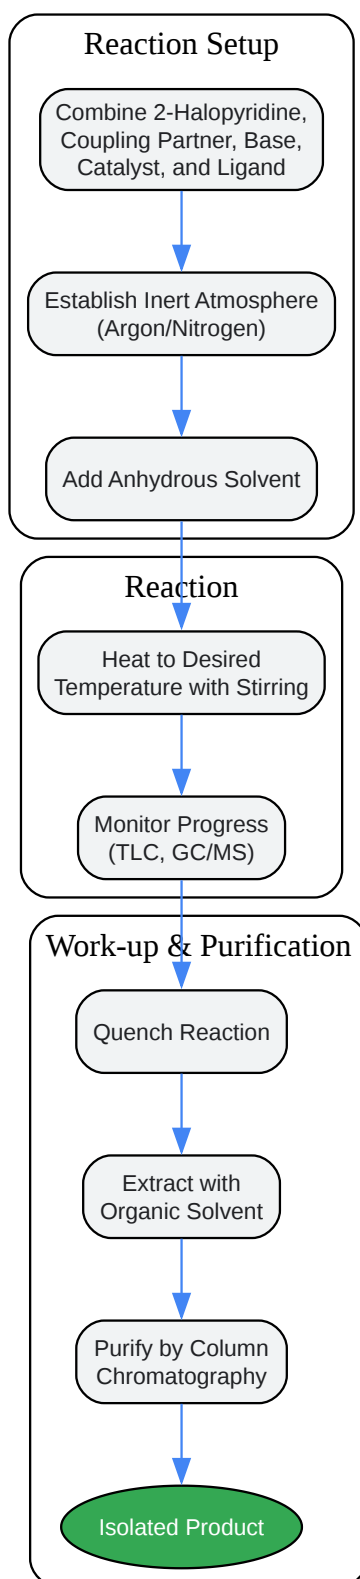 Reaction Setup
Combine 2-Halopyridine,
Coupling Partner, Base,
Catalyst, and Ligand
Establish Inert Atmosphere
(Argon/Nitrogen)
Add Anhydrous Solvent
Reaction
Heat to Desired
Temperature with Stirring
Monitor Progress
(TLC, GC/MS)
Work-up & Purification
Quench Reaction
Extract with
Organic Solvent
Purify by Column
Chromatography
Isolated Product